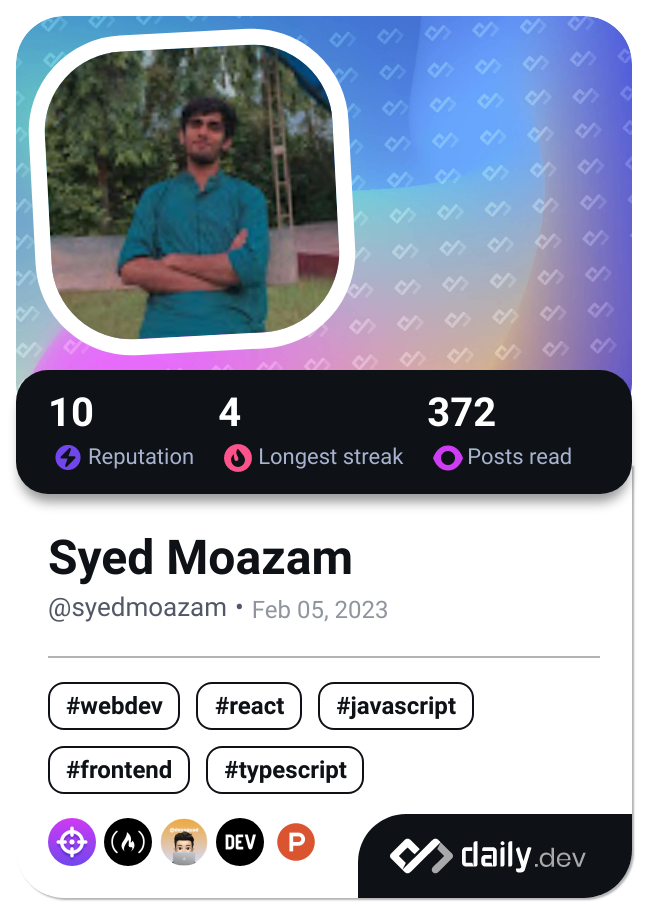 10 4 372
Reputation Longest streak Posts read
Syed Moazam
@syedmoazam • Feb 05, 2023
#webdev #react #javascript
#frontend #typescript
DEV P
daily.dev